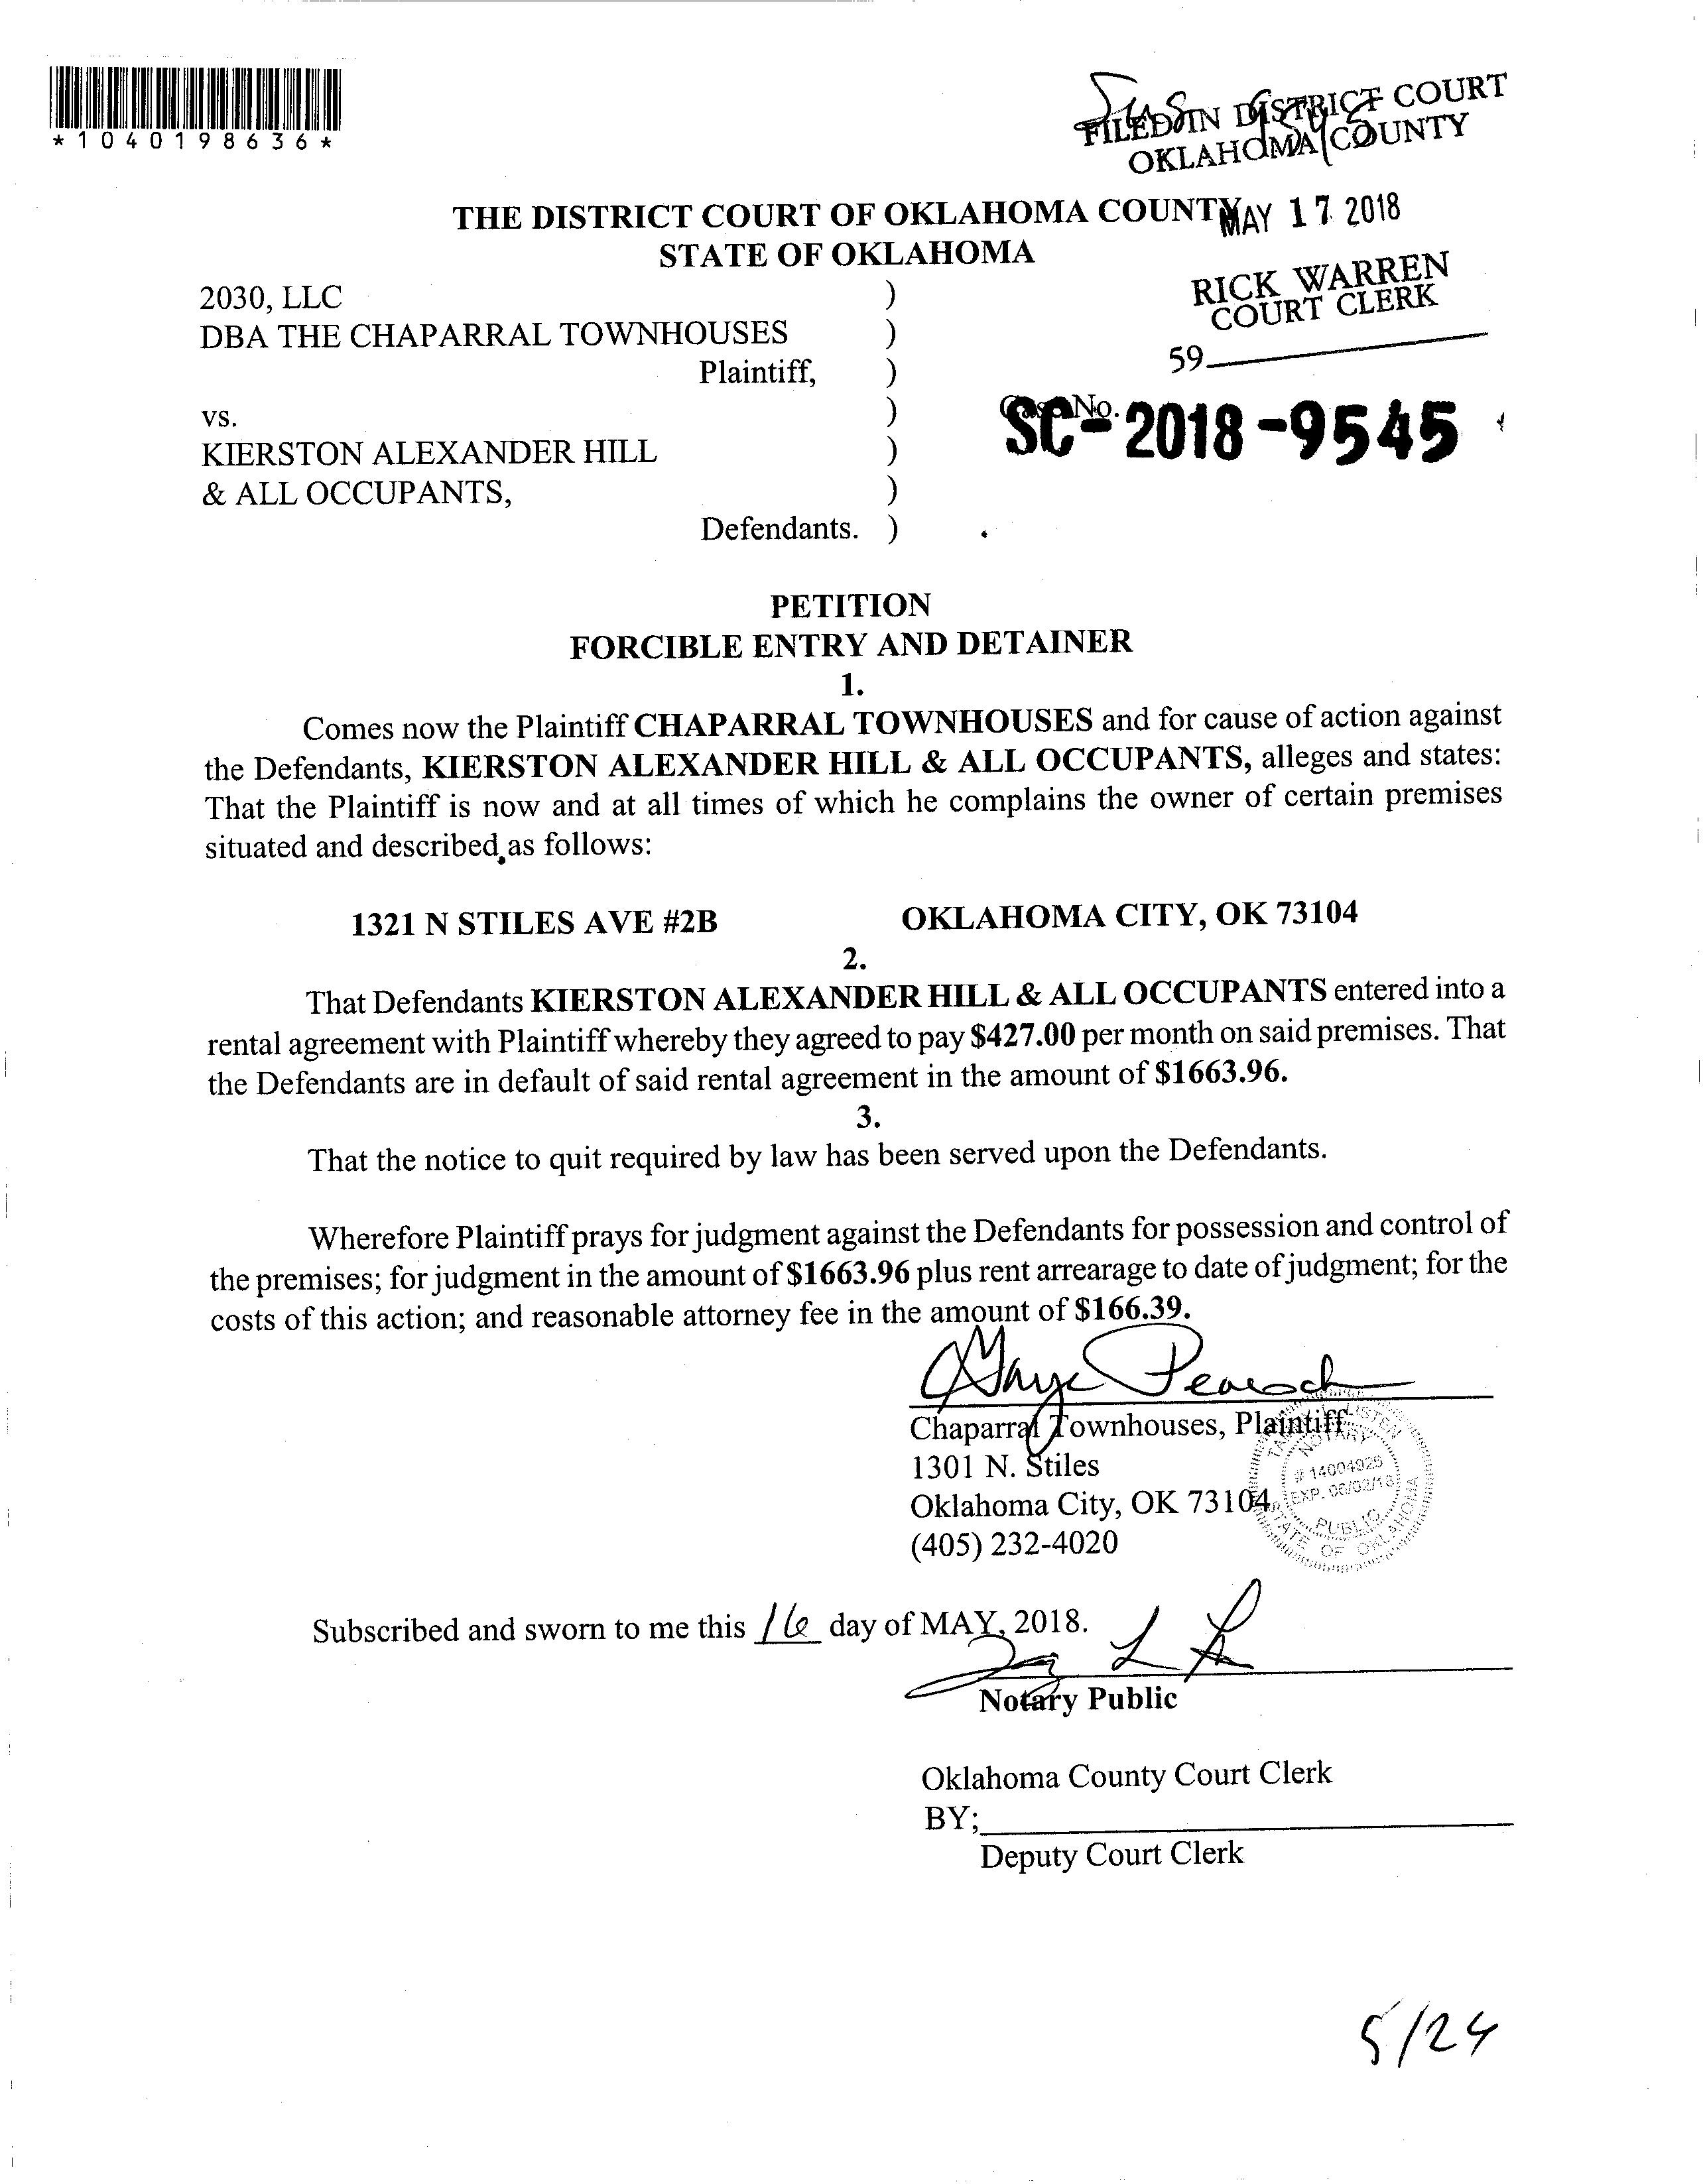 *1040198636*
FILED IN DISTRICT COURT
OKLAHOMA COUNTY
THE DISTRICT COURT OF OKLAHOMA COUNTY
MAY 17 2018
STATE OF OKLAHOMA
RICK WARREN
COURT CLERK
59
2030, LLC )
DBA THE CHAPARRAL TOWNHOUSES )
Plaintiff, )
Case No.
SC-2018-9545
vs. )
KIERSTON ALEXANDER HILL )
& ALL OCCUPANTS, )
Defendants. )
PETITION
FORCIBLE ENTRY AND DETAINER
1.
Comes now the Plaintiff CHAPARRAL TOWNHOUSES and for cause of action against
the Defendants, KIERSTON ALEXANDER HILL & ALL OCCUPANTS, alleges and states:
That the Plaintiff is now and at all times of which he complains the owner of certain premises
situated and described as follows:
1321 N STILES AVE #2B OKLAHOMA CITY, OK 73104
2.
That Defendants KIERSTON ALEXANDER HILL & ALL OCCUPANTS entered into a
rental agreement with Plaintiff whereby they agreed to pay $427.00 per month on said premises. That
the Defendants are in default of said rental agreement in the amount of $1663.96.
3.
That the notice to quit required by law has been served upon the Defendants.
Wherefore Plaintiff prays for judgment against the Defendants for possession and control of
the premises; for judgment in the amount of $1663.96 plus rent arrearage to date of judgment; for the
costs of this action; and reasonable attorney fee in the amount of $166.39.
Gaye Peacock
Chaparral Townhouses, Plaintiff
1301 N. Stiles
Oklahoma City, OK 73104
(405) 232-4020
LISTEN
NOTARY
# 14004925
EXP. 06/02/18
PUBLIC
STATE OF OKLAHOMA
Subscribed and sworn to me this 16 day of MAY, 2018.
Notary Public
Oklahoma County Court Clerk
BY;
Deputy Court Clerk
5/24